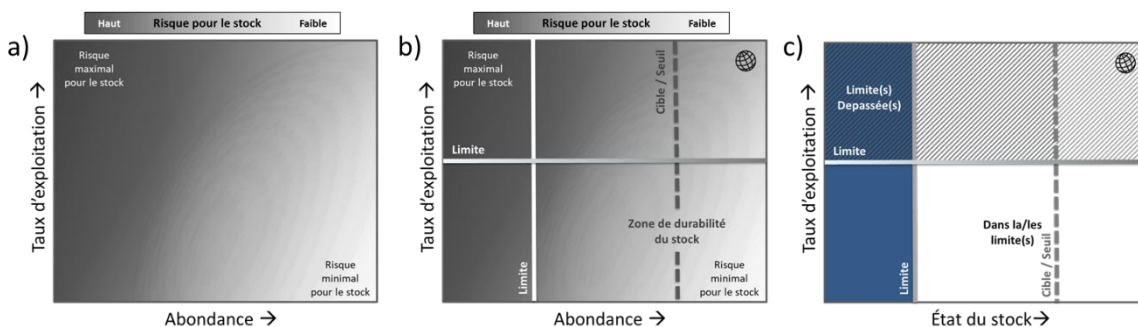 a)
Haut Risque pour le stock Faible
Risque
maximal
pour le stock
Taux d'exploitation →
Risque
minimal
pour le stock
Abondance →
b)
Haut Risque pour le stock Faible
Risque
maximal
pour le stock
Cible / Seuil
Limite
Taux d'exploitation →
Zone de durabilité
du stock
Limite
Risque
minimal
pour le stock
Abondance →
c)
Limite(s)
Depassée(s)
Limite
Taux d'exploitation →
Dans la/les
limite(s)
Limite
Cible / Seuil
État du stock→